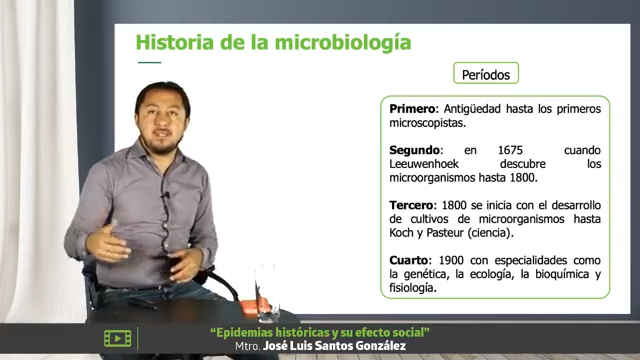 Historia de la microbiología
Períodos
Primero: Antigüedad hasta los primeros
microscopistas.
Segundo: en 1675 cuando
Leeuwenhoek descubre los
microorganismos hasta 1800.
Tercero: 1800 se inicia con el desarrollo
de cultivos de microorganismos hasta
Koch y Pasteur (ciencia).
Cuarto: 1900 con especialidades como
la genética, la ecología, la bioquímica y
fisiología.
“Epidemias históricas y su efecto social”
Mtro. José Luis Santos González